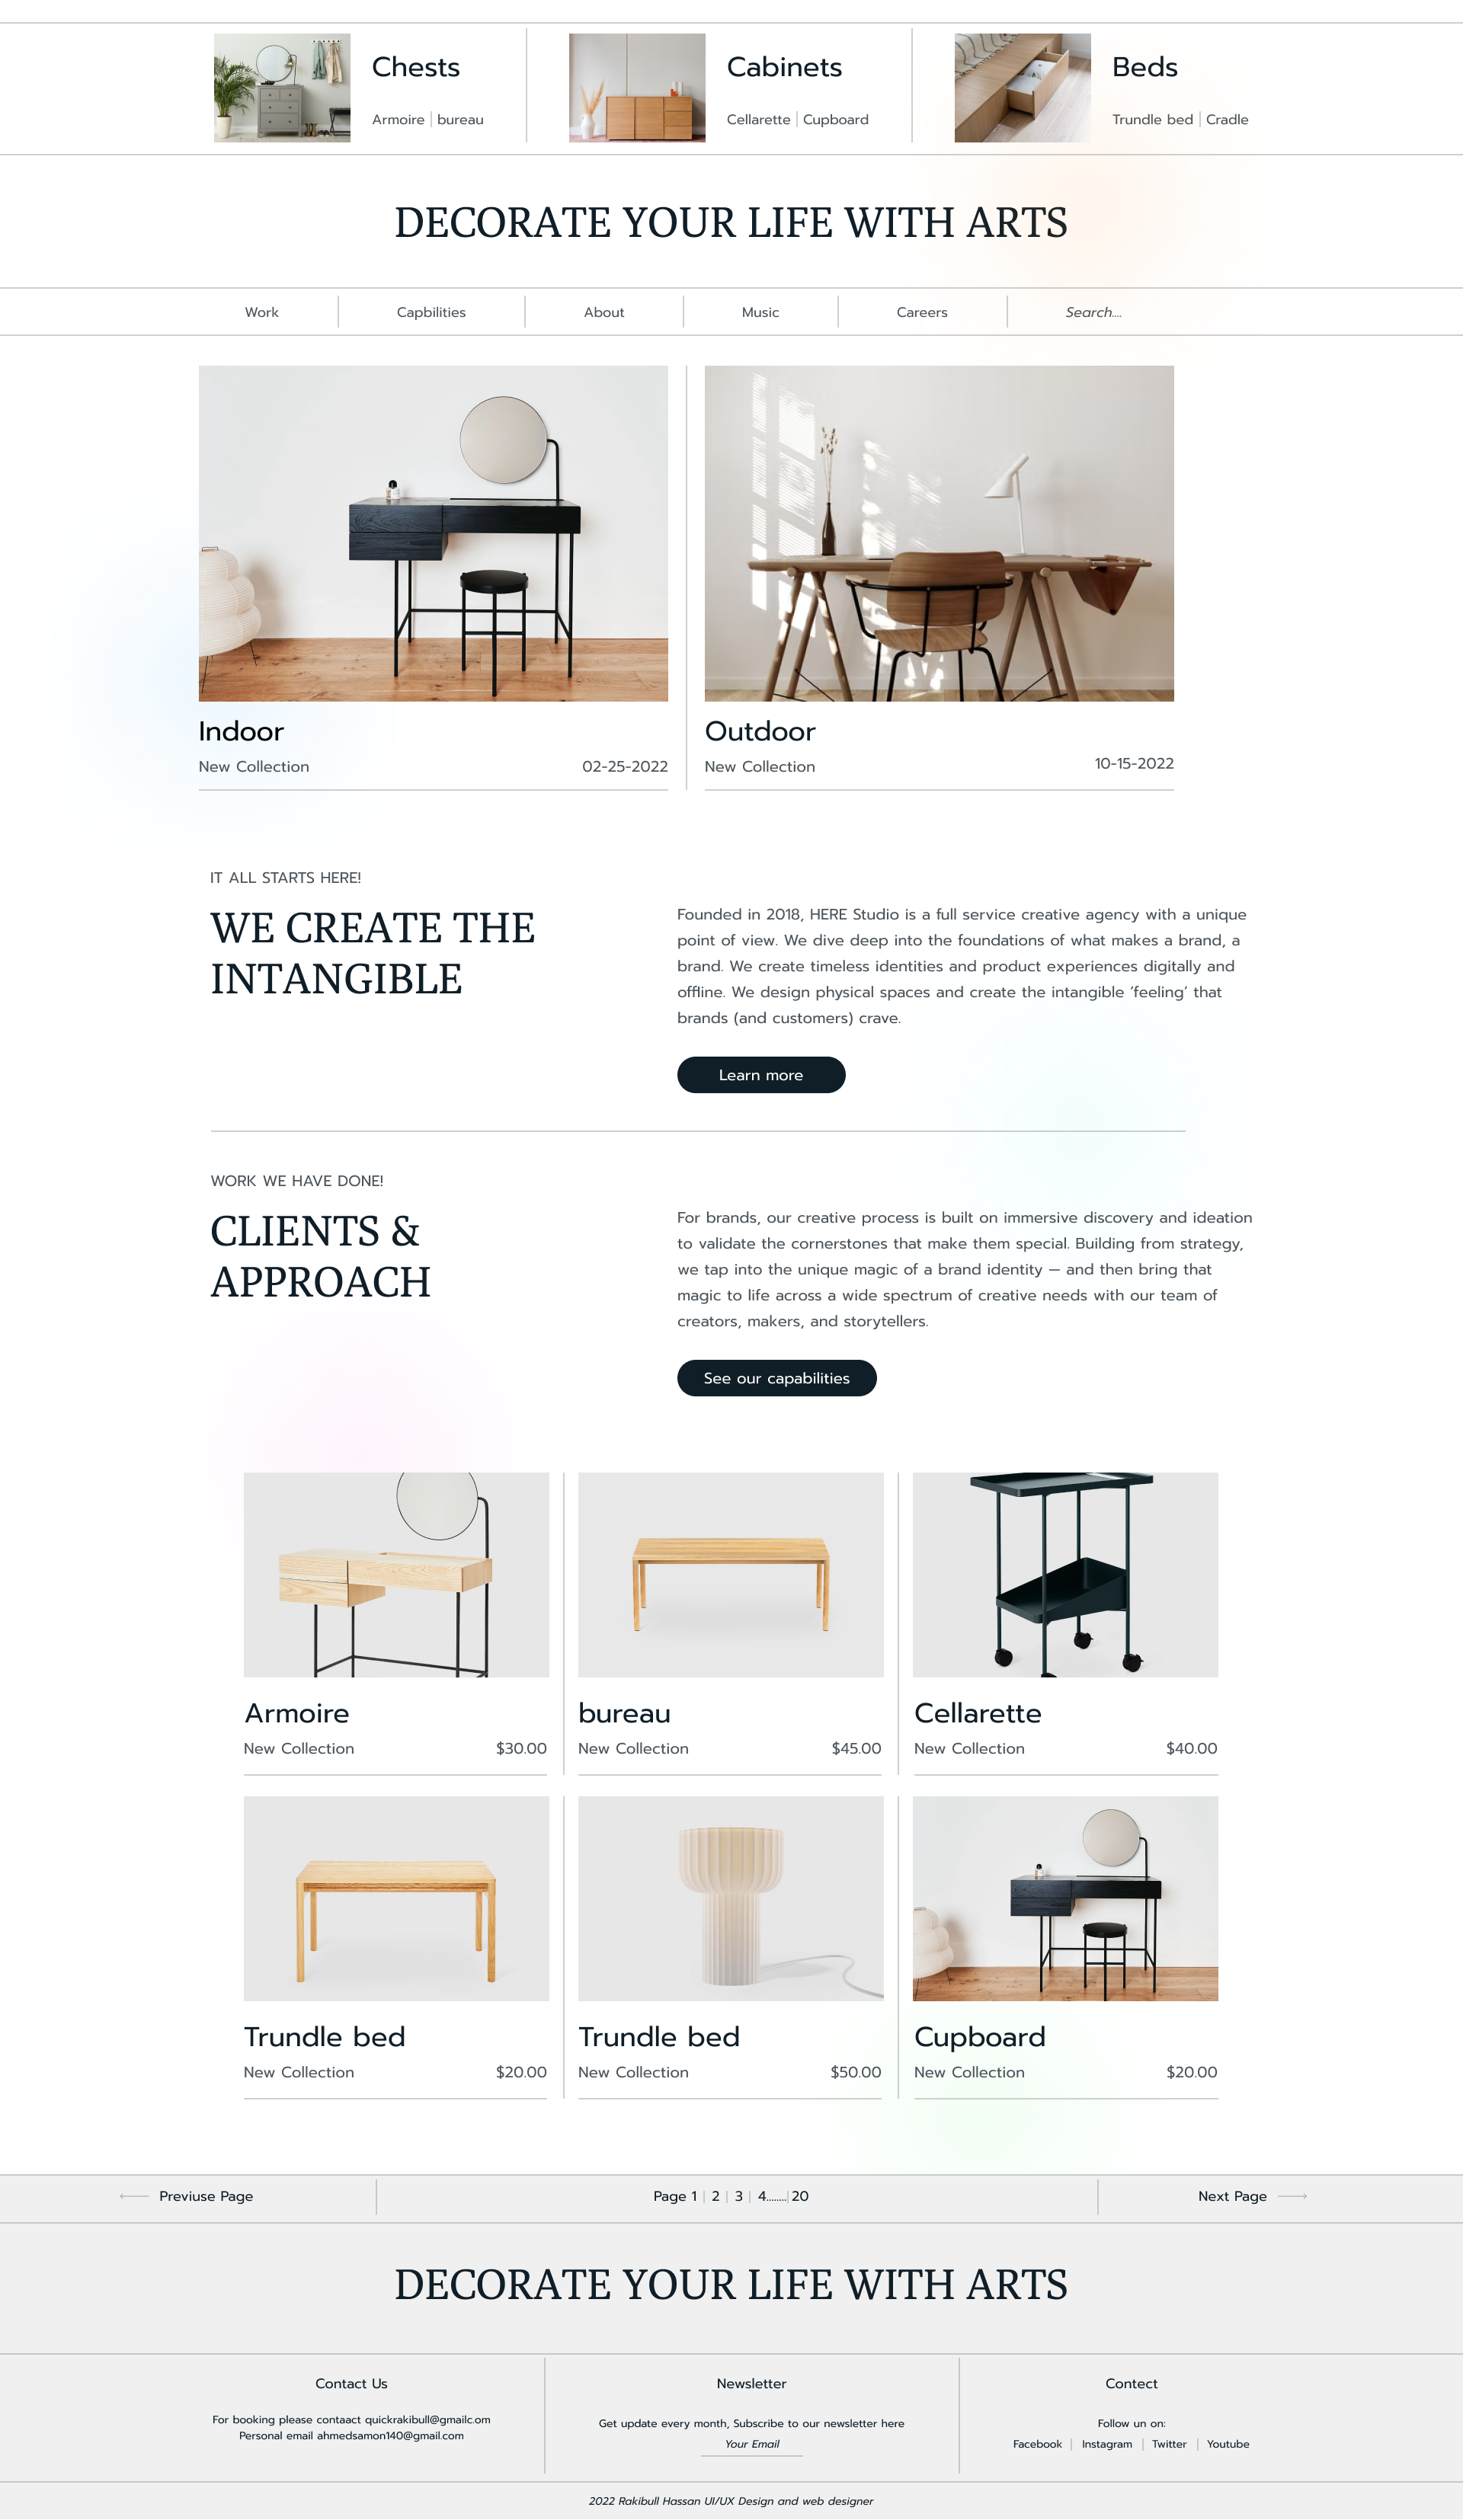 Chests
Armoire | bureau
Cabinets
Cellarette | Cupboard
Beds
Trundle bed | Cradle
DECORATE YOUR LIFE WITH ARTS
Work
Capbilities
About
Music
Careers
Search....
Indoor
New Collection
02-25-2022
Outdoor
New Collection
10-15-2022
IT ALL STARTS HERE!
WE CREATE THE
INTANGIBLE
Founded in 2018, HERE Studio is a full service creative agency with a unique
point of view. We dive deep into the foundations of what makes a brand, a
brand. We create timeless identities and product experiences digitally and
offline. We design physical spaces and create the intangible ‘feeling’ that
brands (and customers) crave.
Learn more
WORK WE HAVE DONE!
CLIENTS &
APPROACH
For brands, our creative process is built on immersive discovery and ideation
to validate the cornerstones that make them special. Building from strategy,
we tap into the unique magic of a brand identity — and then bring that
magic to life across a wide spectrum of creative needs with our team of
creators, makers, and storytellers.
See our capabilities
Armoire
New Collection
$30.00
bureau
New Collection
$45.00
Cellarette
New Collection
$40.00
Trundle bed
New Collection
$20.00
Trundle bed
New Collection
$50.00
Cupboard
New Collection
$20.00
Previuse Page
Page 1 | 2 | 3 | 4........| 20
Next Page
DECORATE YOUR LIFE WITH ARTS
Contact Us
For booking please contaact quickrakibull@gmailc.om
Personal email ahmedsamon140@gmail.com
Newsletter
Get update every month, Subscribe to our newsletter here
Your Email
Contect
Follow un on:
Facebook | Instagram | Twitter | Youtube
2022 Rakibull Hassan UI/UX Design and web designer